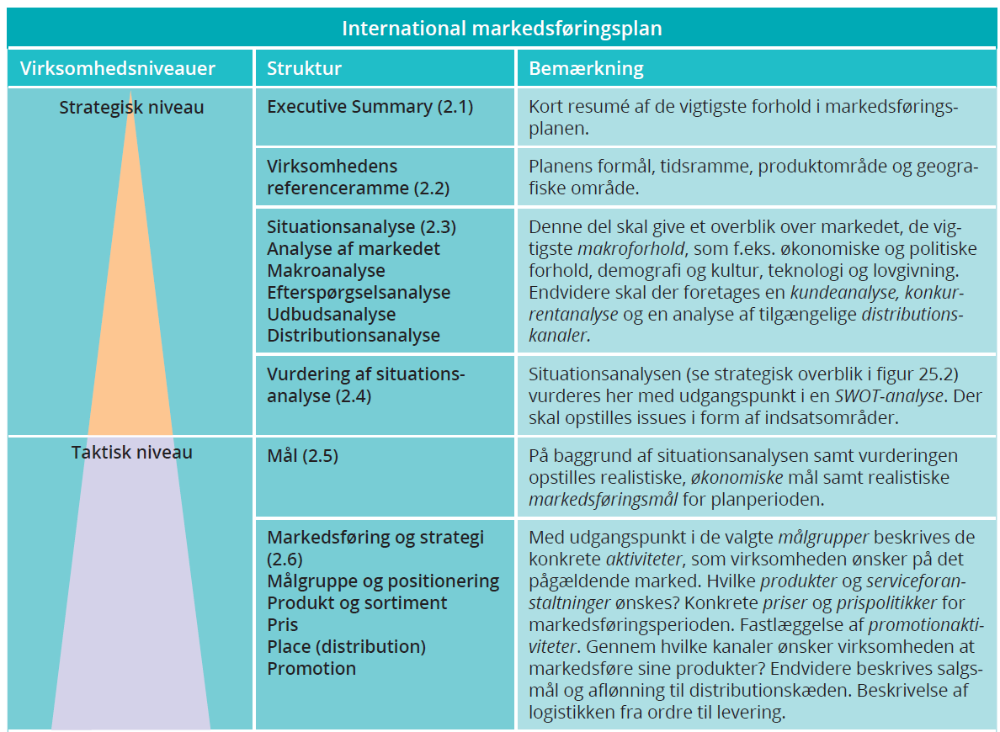 International markedsføringsplan
Virksomhedsniveauer
Struktur
Bemærkning
Strategisk niveau
Executive Summary (2.1)
Kort resumé af de vigtigste forhold i markedsførings-
planen.
Virksomhedens
referenceramme (2.2)
Planens formål, tidsramme, produktområde og geogra-
fiske område.
Situationsanalyse (2.3)
Analyse af markedet
Makroanalyse
Efterspørgselsanalyse
Udbudsanalyse
Distributionsanalyse
Denne del skal give et overblik over markedet, de vig-
tigste makroforhold, som f.eks. økonomiske og politiske
forhold, demografi og kultur, teknologi og lovgivning.
Endvidere skal der foretages en kundeanalyse, konkur-
rentanalyse og en analyse af tilgængelige distributions-
kanaler.
Vurdering af situations-
analyse (2.4)
Situationsanalysen (se strategisk overblik i figur 25.2)
vurderes her med udgangspunkt i en SWOT-analyse. Der
skal opstilles issues i form af indsatsområder.
Taktisk niveau
Mål (2.5)
På baggrund af situationsanalysen samt vurderingen
opstilles realistiske, økonomiske mål samt realistiske
markedsføringsmål for planperioden.
Markedsføring og strategi
(2.6)
Målgruppe og positionering
Produkt og sortiment
Pris
Place (distribution)
Promotion
Med udgangspunkt i de valgte målgrupper beskrives de
konkrete aktiviteter, som virksomheden ønsker på det
pågældende marked. Hvilke produkter og serviceforan-
staltninger ønskes? Konkrete priser og prispolitikker for
markedsføringsperioden. Fastlæggelse af promotionakti-
viteter. Gennem hvilke kanaler ønsker virksomheden at
markedsføre sine produkter? Endvidere beskrives salgs-
mål og aflønning til distributionskæden. Beskrivelse af
logistikken fra ordre til levering.